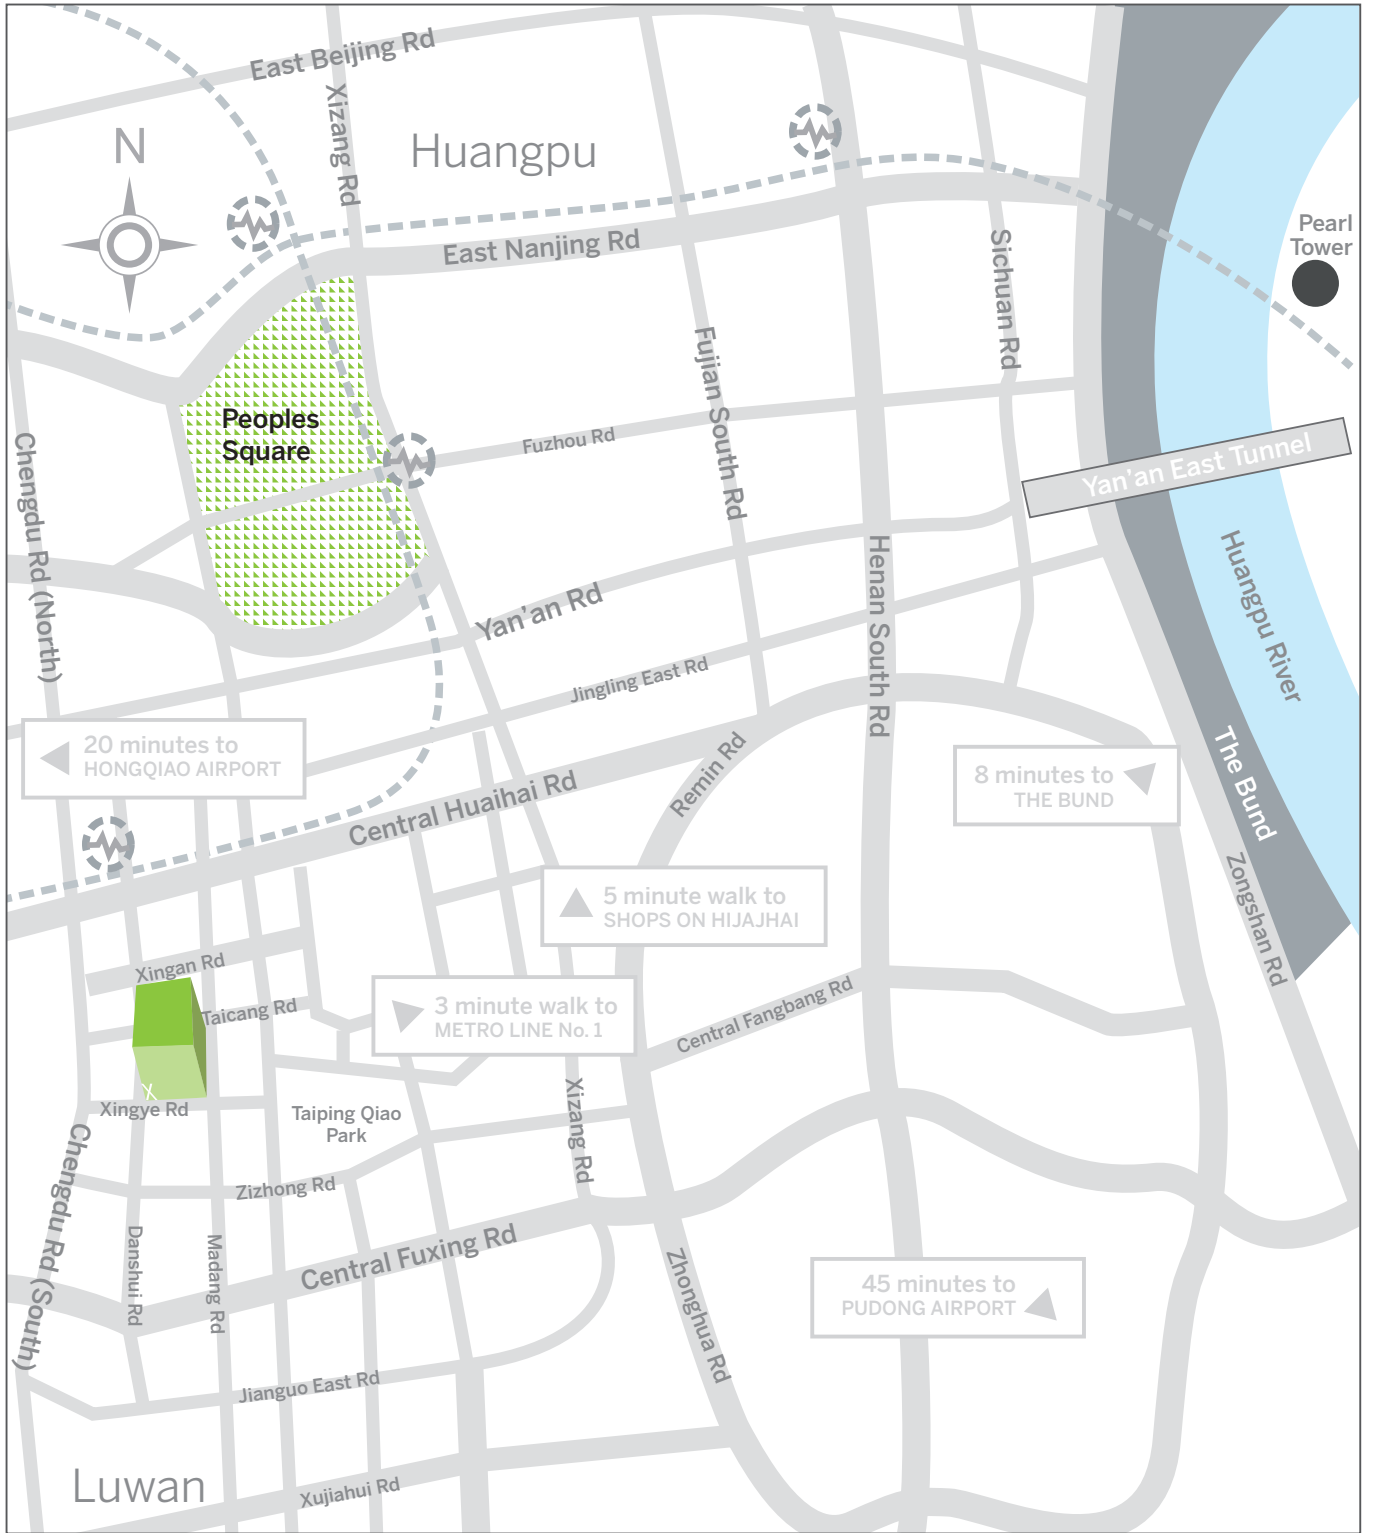 East Beijing Rd
Xizang Rd
N
Huangpu
East Nanjing Rd
Sichuan Rd
Pearl
Tower
Fujian South Rd
Peoples
Square
Fuzhou Rd
Chengdu Rd (North)
Yan'an East Tunnel
Huangpu River
Henan South Rd
Yan'an Rd
Jingling East Rd
20 minutes to
HONGQIAO AIRPORT
Remin Rd
The Bund
8 minutes to
THE BUND
Central Huaihai Rd
Zongshan Rd
5 minute walk to
SHOPS ON HIJAJHAI
Xingan Rd
Taicang Rd
3 minute walk to
METRO LINE No. 1
Central Fangbang Rd
X
Xingye Rd
Taiping Qiao
Park
Xizang Rd
Chengdu Rd (South)
Zizhong Rd
Danshui Rd
Madang Rd
Central Fuxing Rd
Zhonghua Rd
45 minutes to
PUDONG AIRPORT
Jianguo East Rd
Luwan
Xujiahui Rd